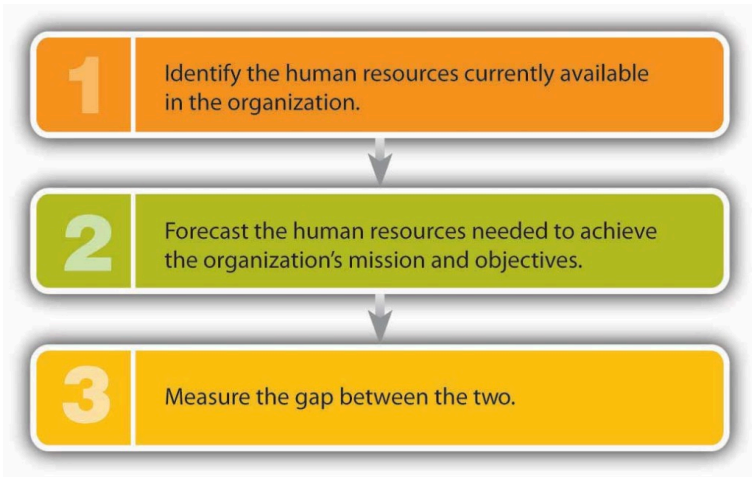 1
Identify the human resources currently available
in the organization.
2
Forecast the human resources needed to achieve
the organization’s mission and objectives.
3
Measure the gap between the two.